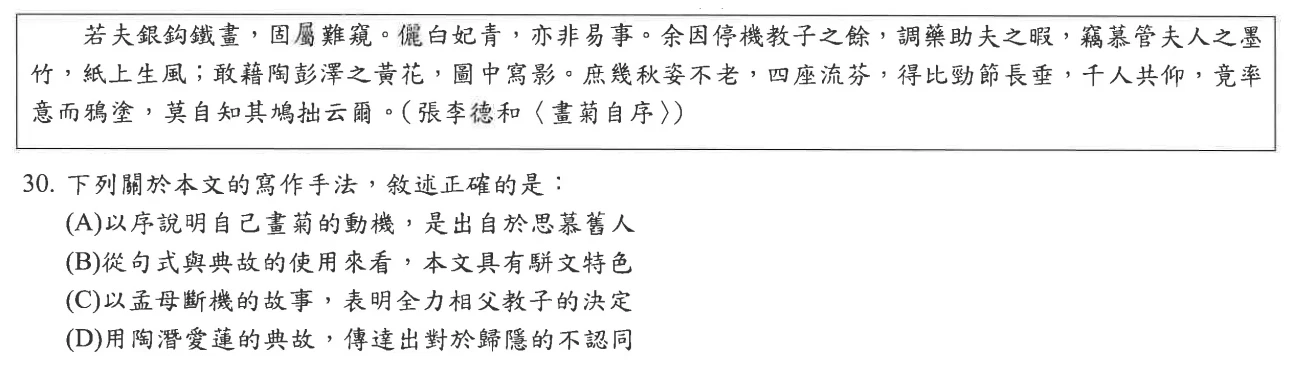 若夫銀鈎鐵畫,固屬難窺。儷白妃青,亦非易事。余因停機教子之餘,調藥助夫之暇,竊慕管夫人之墨
竹,紙上生風;敢藉陶彭澤之黃花,圖中寫影。庶幾秋姿不老,四座流芬,得比勁節長垂,千人共仰,竟率
意而鴉塗,莫自知其鳩拙云爾。(張李德和〈畫菊自序〉)
30. 下列關於本文的寫作手法,敘述正確的是:
(A)以序說明自己畫菊的動機,是出自於思慕舊人
(B)從句式與典故的使用來看,本文具有駢文特色
(C)以孟母斷機的故事,表明全力相父教子的決定
(D)用陶潛愛蓮的典故,傳達出對於歸隱的不認同